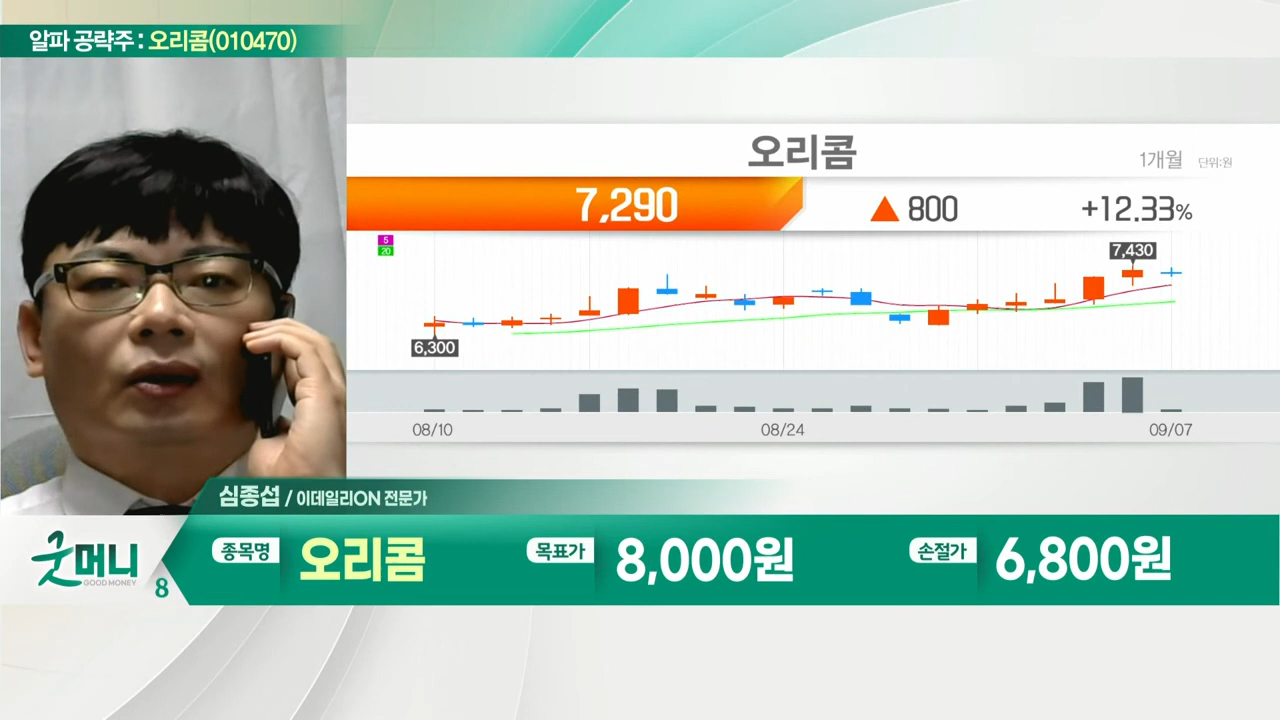 알파 공략주 : 오리콤(010470)
오리콤
1개월 단위:원
7,290 ▲ 800 +12.33%
5
20
7,430
6,300
08/10 08/24 09/07
심종섭 / 이데일리ON 전문가
굿머니
GOOD MONEY
8
종목명 오리콤 목표가 8,000원 손절가 6,800원